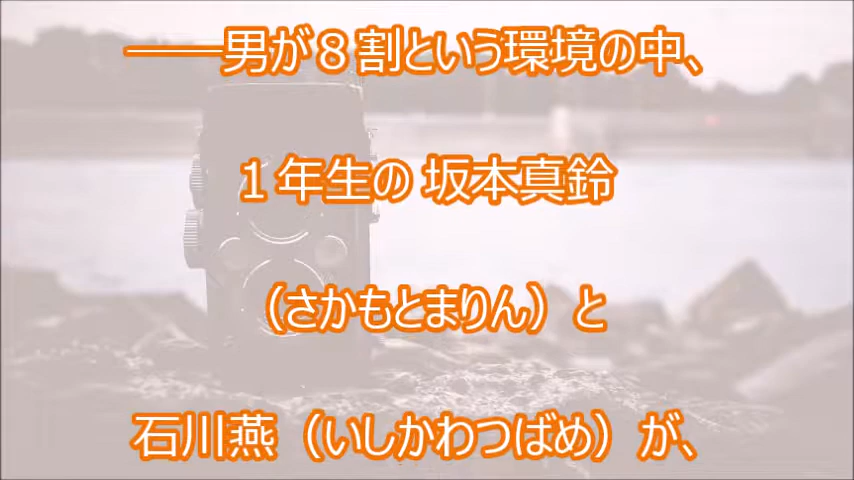 ―――男が８割という環境の中、
１年生の 坂本真鈴
（さかもとまりん）と
石川燕（いしかわつばめ）が、